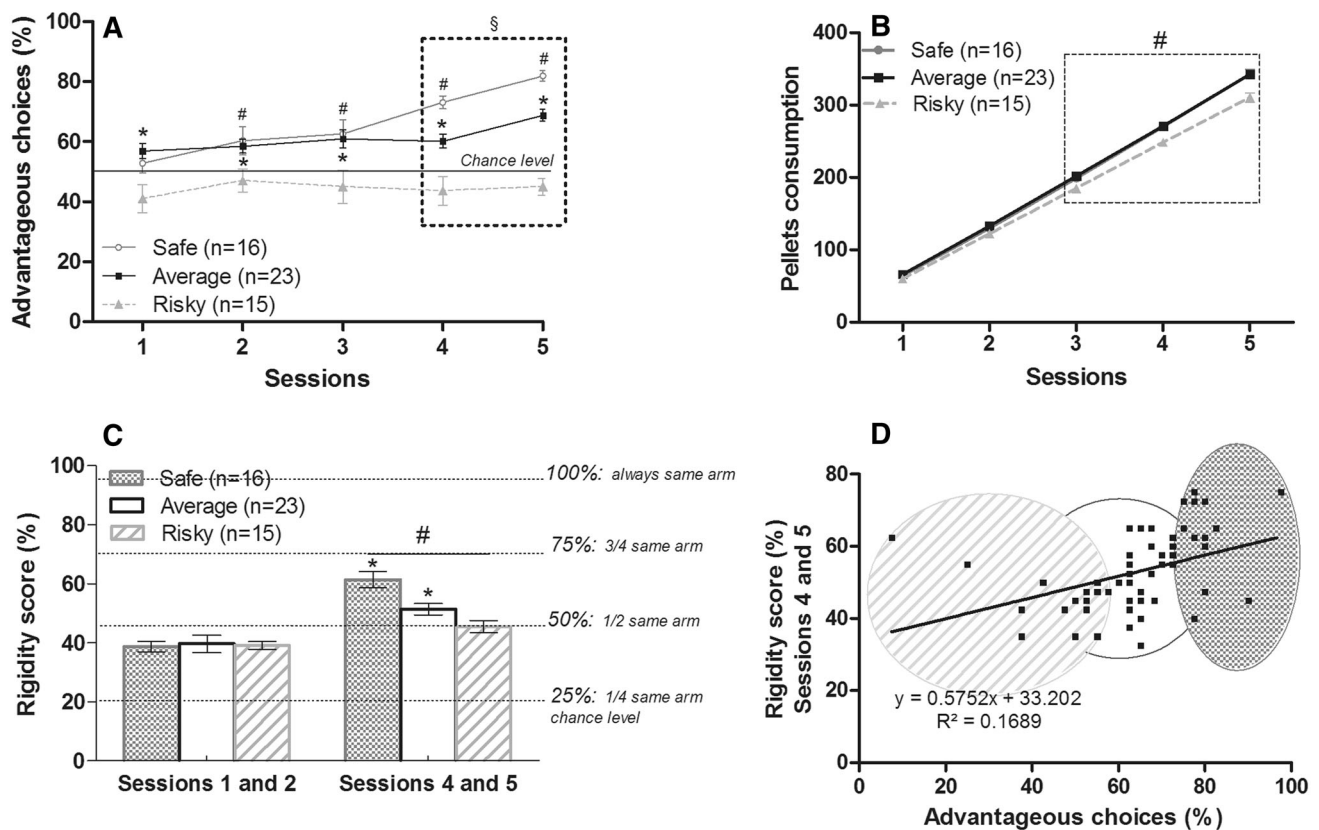 A
Advantageous choices (%)
100
80
60
40
20
0
§
#
#
#
#
*
*
*
*
*
Chance level
Safe (n=16)
Average (n=23)
Risky (n=15)
1 2 3 4 5
Sessions
B
Pellets consumption
400
300
200
100
0
#
Safe (n=16)
Average (n=23)
Risky (n=15)
1 2 3 4 5
Sessions
C
Rigidity score (%)
100
80
60
40
20
0
Safe (n=16)
Average (n=23)
Risky (n=15)
#
*
*
100%: always same arm
75%: 3/4 same arm
50%: 1/2 same arm
25%: 1/4 same arm
chance level
Sessions 1 and 2 Sessions 4 and 5
D
Rigidity score (%)
Sessions 4 and 5
80
60
40
20
0
y = 0.5752x + 33.202
R² = 0.1689
0 20 40 60 80 100
Advantageous choices (%)